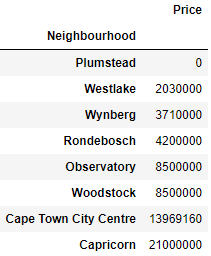 Price
Neighbourhood
Plumstead 0
Westlake 2030000
Wynberg 3710000
Rondebosch 4200000
Observatory 8500000
Woodstock 8500000
Cape Town City Centre 13969160
Capricorn 21000000